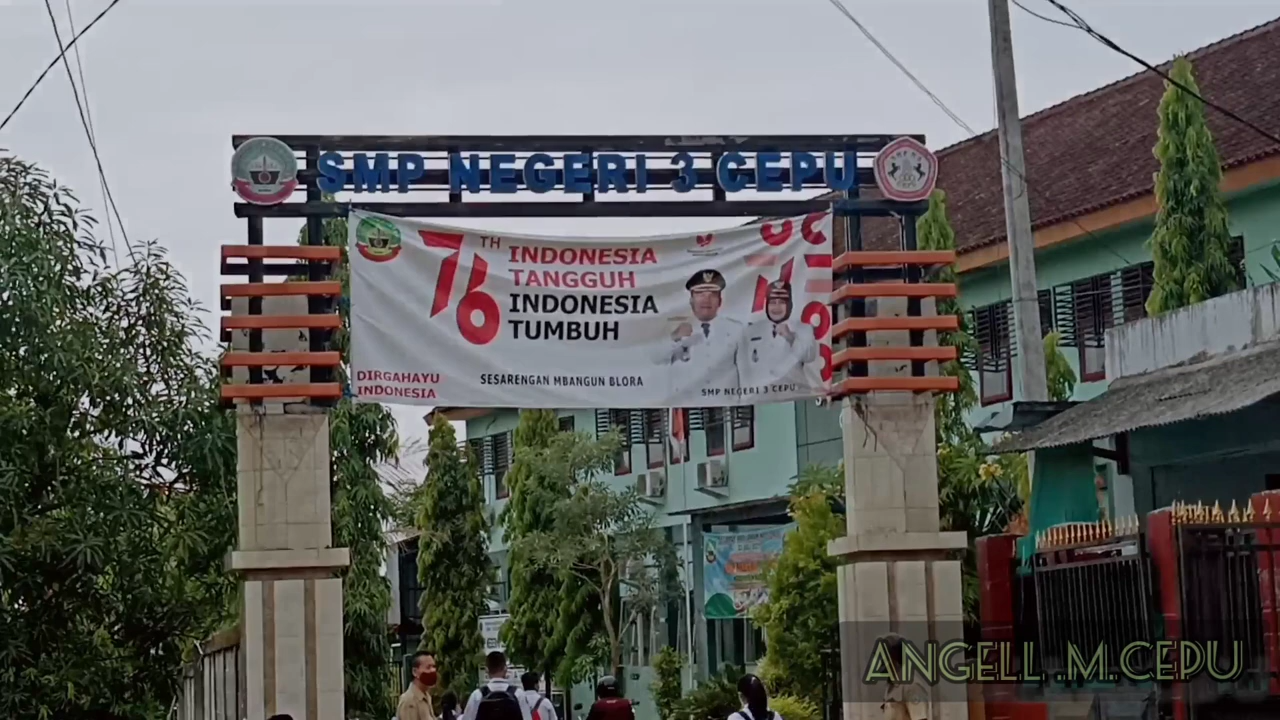 SMP NEGERI 3 CEPU
76 TH
INDONESIA
TANGGUH
INDONESIA
TUMBUH
DIRGAHAYU
INDONESIA
SESARENGAN MBANGUN BLORA
SMP NEGERI 3 CEPU
ANGELL .M.CEPU